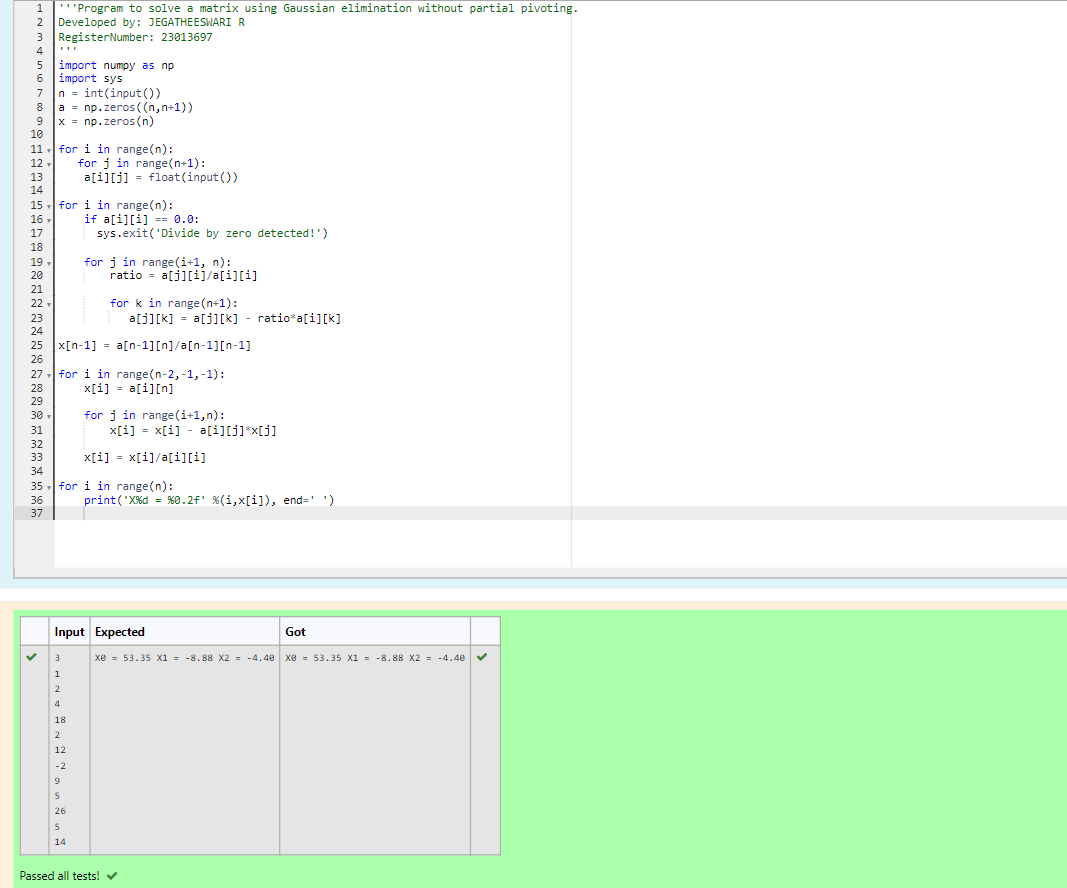 1 '''Program to solve a matrix using Gaussian elimination without partial pivoting.
2 Developed by: JEGATHEESWARI R
3 RegisterNumber: 23013697
4 '''
5 import numpy as np
6 import sys
7 n = int(input())
8 a = np.zeros((n,n+1))
9 x = np.zeros(n)
10
11 for i in range(n):
12    for j in range(n+1):
13     a[i][j] = float(input())
14
15 for i in range(n):
16     if a[i][i] == 0.0:
17       sys.exit('Divide by zero detected!')
18
19     for j in range(i+1, n):
20         ratio = a[j][i]/a[i][i]
21
22         for k in range(n+1):
23            a[j][k] = a[j][k] - ratio*a[i][k]
24
25 x[n-1] = a[n-1][n]/a[n-1][n-1]
26
27 for i in range(n-2,-1,-1):
28     x[i] = a[i][n]
29
30     for j in range(i+1,n):
31         x[i] = x[i] - a[i][j]*x[j]
32
33     x[i] = x[i]/a[i][i]
34
35 for i in range(n):
36     print('X%d = %0.2f' %(i,x[i]), end=' ')
37
Input Expected Got
3 X0 = 53.35 X1 = -8.88 X2 = -4.40 X0 = 53.35 X1 = -8.88 X2 = -4.40
1
2
4
18
2
12
-2
9
5
26
5
14
Passed all tests!